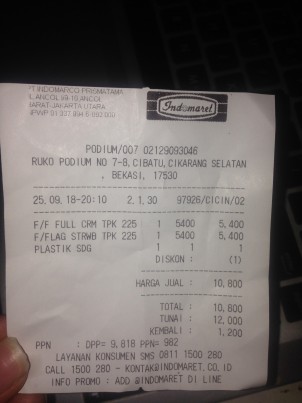 PT INDOMARCO PRISMATAMA
ANCOL
JAKARTA UTARA
Indomaret
PODIUM/007 02129093046
RUKO PODIUM NO 7-8,CIBATU,CIKARANG SELATAN
, BEKASI, 17530
25.09.18-20:10 2.1.30 97926/CICIN/02
F/F FULL CRM TPK 225 1 5400 5,400
F/FLAG STRWB TPK 225 1 5400 5,400
PLASTIK SDG 1 1 1
DISKON : (1)
HARGA JUAL : 10,800
TOTAL : 10,800
TUNAI : 12,000
KEMBALI : 1,200
PPN : DPP= 9,818 PPN= 982
LAYANAN KONSUMEN SMS 0811 1500 280
CALL 1500 280 - KONTAK@INDOMARET.CO.ID
INFO PROMO : ADD @INDOMARET DI LINE